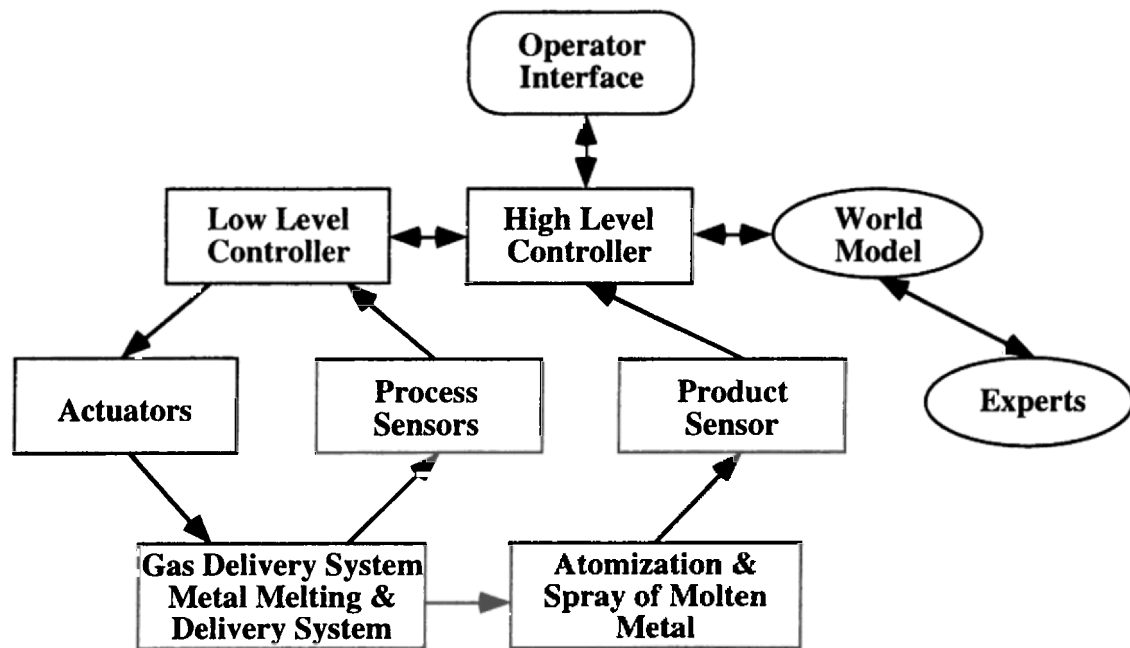 Operator
Interface
Low Level
Controller
High Level
Controller
World
Model
Actuators
Process
Sensors
Product
Sensor
Experts
Gas Delivery System
Metal Melting &
Delivery System
Atomization &
Spray of Molten
Metal